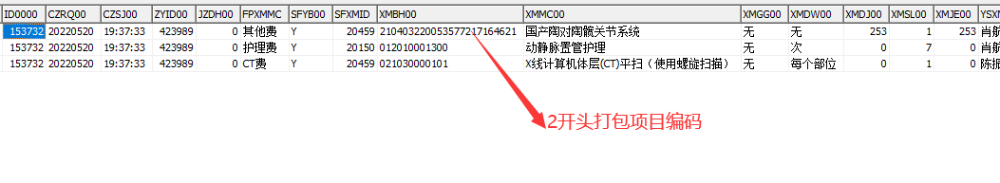 ID0000 CZRQ00 CZSJ00 ZYID00 JZDH00 FPXMMC SFYB00 SFXMID XMBH00 XMMC00 XMGG00 XMDW00 XMDJ00 XMSL00 XMJE00 YSX
153732 20220520 19:37:33 423989 0 其他费 Y 20459 210403220053577217164621 国产陶对陶髋关节系统 无 无 253 1 253 肖航
153732 20220520 19:37:33 423989 0 护理费 Y 20150 012010001300 动静脉置管护理 无 次 0 7 0 肖航
153732 20220520 19:37:33 423989 0 CT费 Y 20459 021030000101 X线计算机体层(CT)平扫（使用螺旋扫描） 无 每个部位 0 1 0 陈振
2开头打包项目编码